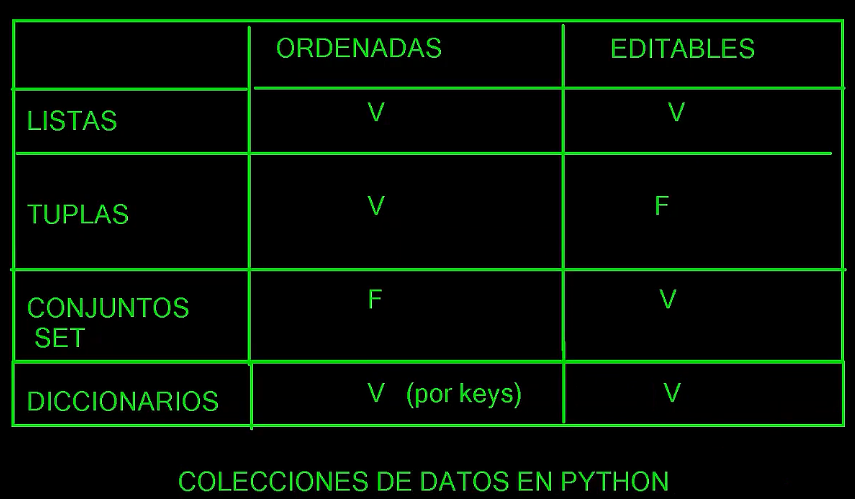 ORDENADAS EDITABLES
LISTAS V V
TUPLAS V F
CONJUNTOS F V
SET
DICCIONARIOS V (por keys) V
COLECCIONES DE DATOS EN PYTHON